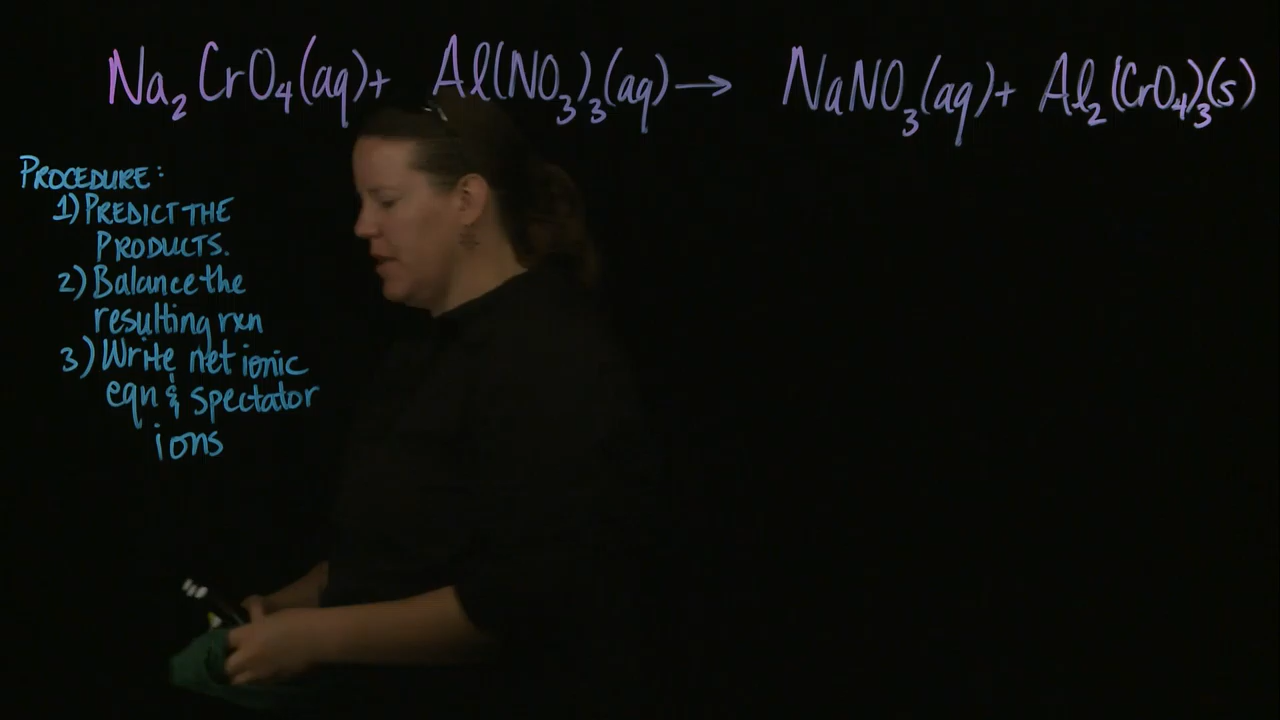 Na₂CrO₄(aq)+ Al(NO₃)₃(aq)→ NaNO₃(aq)+ Al₂(CrO₄)₃(s)
PROCEDURE:
1) PREDICT THE
PRODUCTS.
2) Balance the
resulting rxn
3) Write net ionic
eqn & spectator
ions